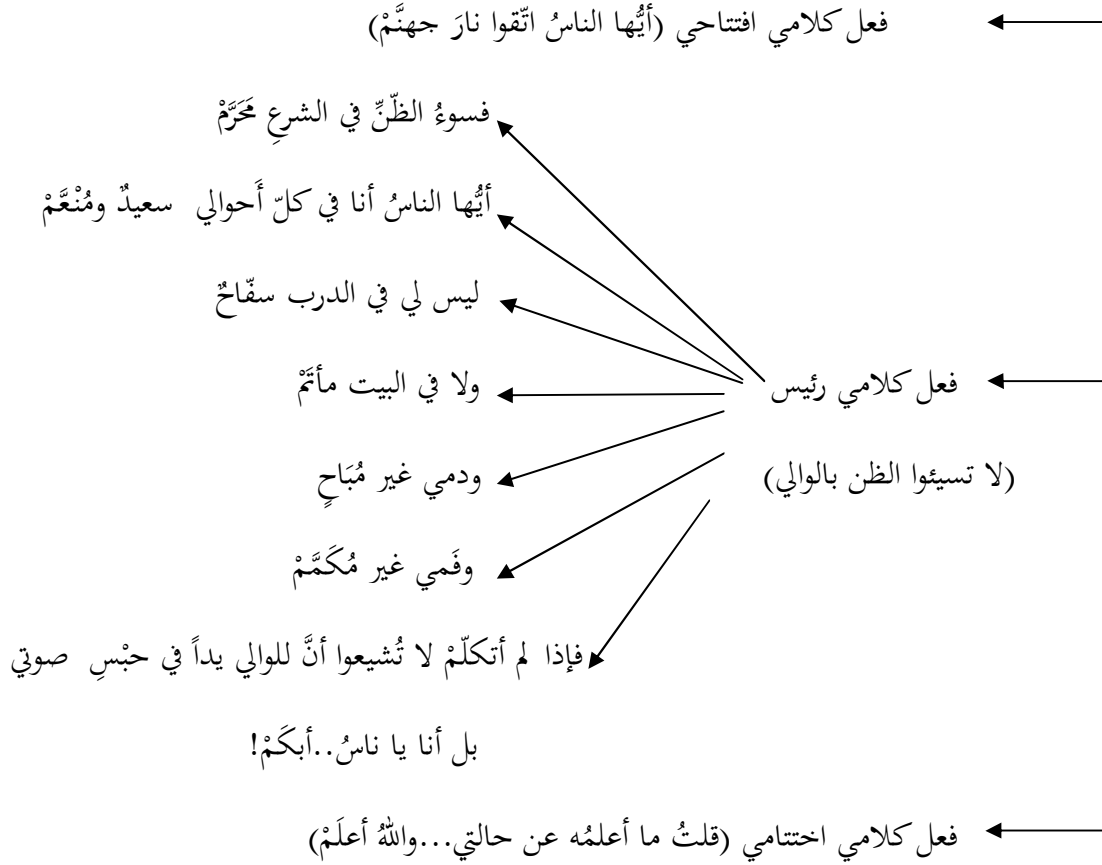 فعل كلامي افتتاحي (أيُّها الناسُ اتّقوا نارَ جهنَّمْ)
فسوءُ الظّنِّ في الشرعِ مَحَرَّمْ
أيُّها الناسُ أنا في كلّ أَحوالي سعيدٌ ومُنْعَّمْ
ليس لي في الدرب سفّاحٌ
فعل كلامي رئيس ولا في البيت مأتَمْ
(لا تسيئوا الظن بالوالي) ودمي غير مُبَاحٍ
وفَمي غير مُكَمَّمْ
فإذا لم أتكلّمْ لا تُشيعوا أنَّ للوالي يداً في حبْسِ صوتي
بل أنا يا ناسُ..أبكَمْ!
فعل كلامي اختتامي (قلتُ ما أعلمُه عن حالتي...واللهُ أعلَمْ)